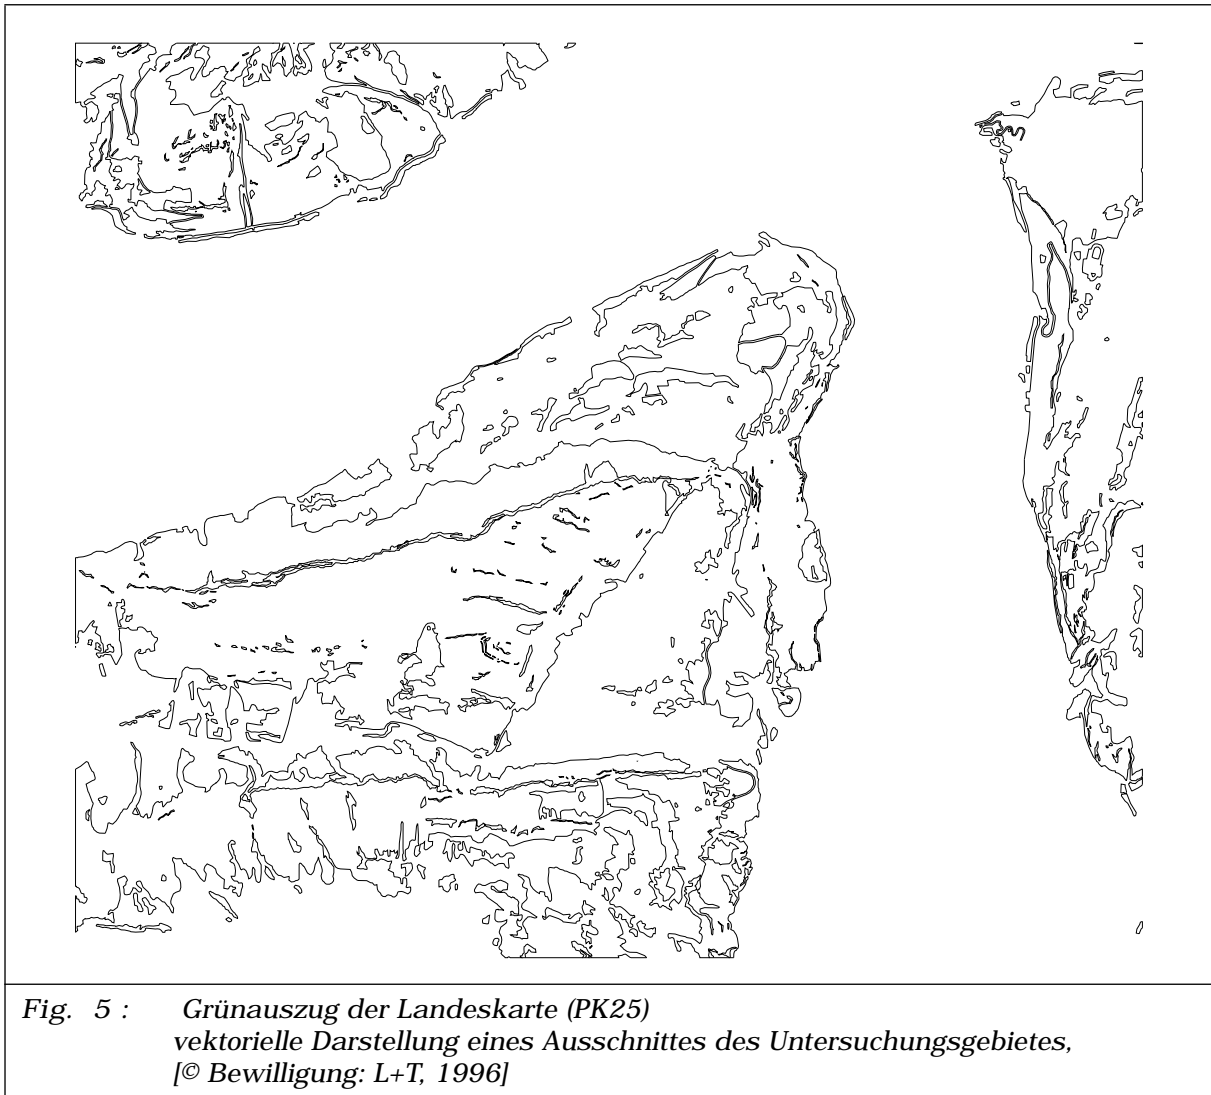 Fig. 5 : Grünauszug der Landeskarte (PK25)
vektorielle Darstellung eines Ausschnittes des Untersuchungsgebietes,
[© Bewilligung: L+T, 1996]